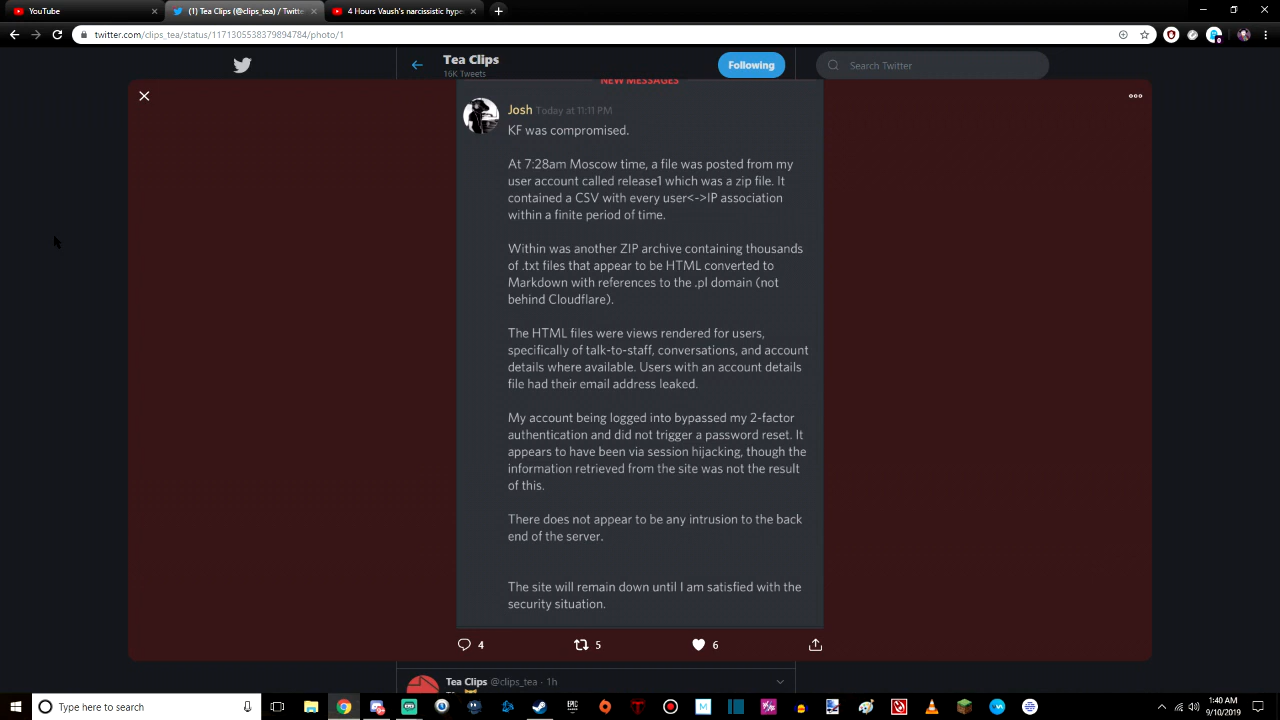 YouTube
(1) Tea Clips (@clips_tea) / Twitte
4 Hours Vaush's narcissistic hype
twitter.com/clips_tea/status/1171305538379894784/photo/1
Tea Clips
16K Tweets
Following
Search Twitter
NEW MESSAGES
Josh Today at 11:11 PM
KF was compromised.
At 7:28am Moscow time, a file was posted from my
user account called release1 which was a zip file. It
contained a CSV with every user<->IP association
within a finite period of time.
Within was another ZIP archive containing thousands
of .txt files that appear to be HTML converted to
Markdown with references to the .pl domain (not
behind Cloudflare).
The HTML files were views rendered for users,
specifically of talk-to-staff, conversations, and account
details where available. Users with an account details
file had their email address leaked.
My account being logged into bypassed my 2-factor
authentication and did not trigger a password reset. It
appears to have been via session hijacking, though the
information retrieved from the site was not the result
of this.
There does not appear to be any intrusion to the back
end of the server.
The site will remain down until I am satisfied with the
security situation.
4 5 6
Tea Clips @clips_tea · 1h
Type here to search
EPIC
M
1:40 AM
9/10/2019